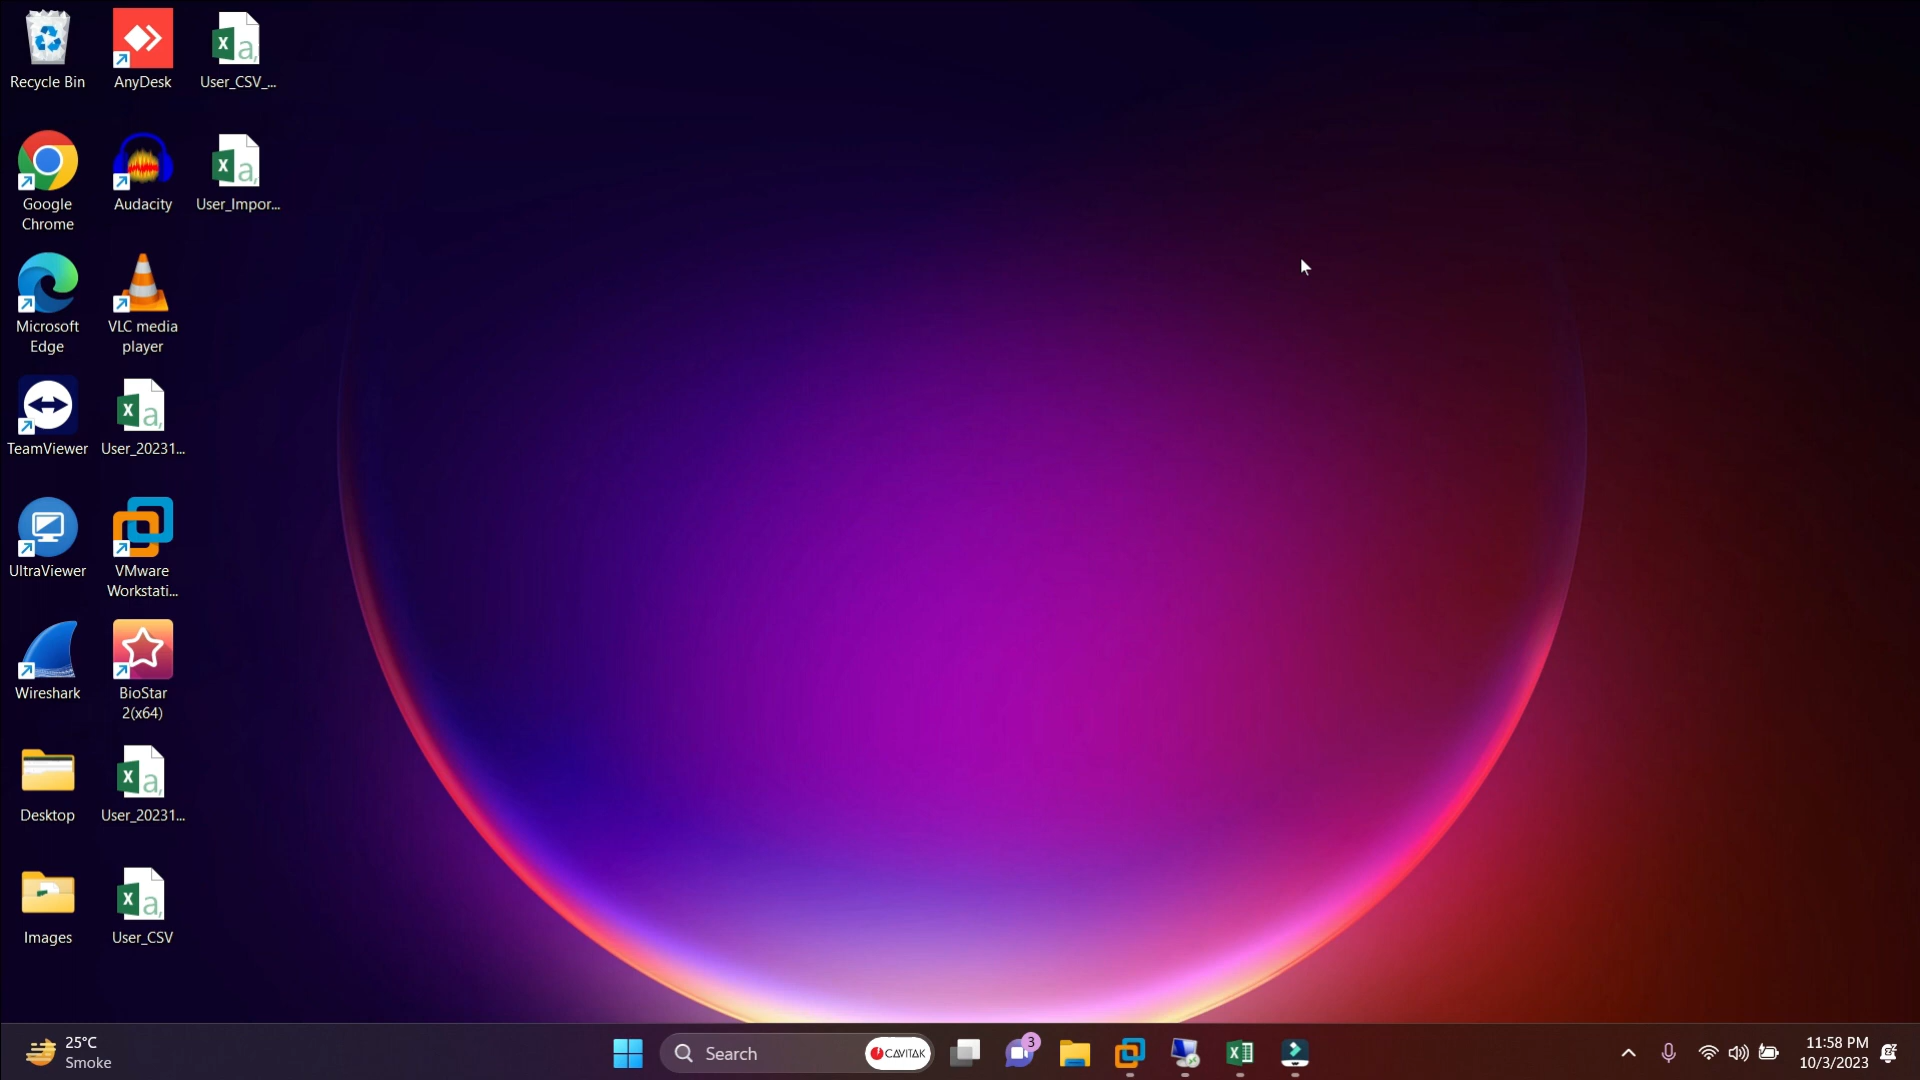 Recycle Bin
AnyDesk
User_CSV_...
Google
Chrome
Audacity
User_Impor...
Microsoft
Edge
VLC media
player
TeamViewer
User_20231...
UltraViewer
VMware
Workstati...
Wireshark
BioStar
2(x64)
Desktop
User_20231...
Images
User_CSV
25°C
Smoke
Search
CAVITAK
3
11:58 PM
10/3/2023